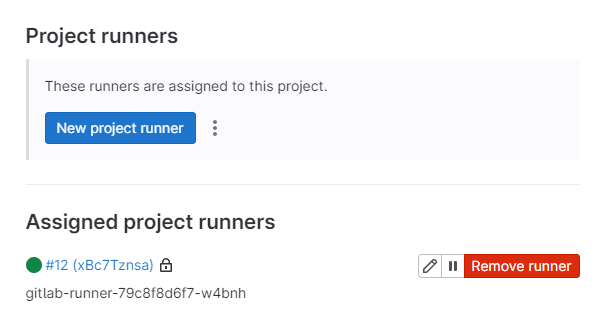 Project runners
These runners are assigned to this project.
New project runner
Assigned project runners
#12 (xBc7Tznsa)
Remove runner
gitlab-runner-79c8f8d6f7-w4bnh